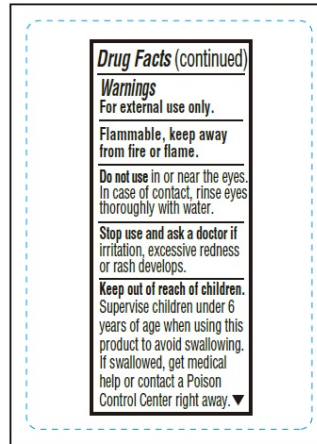 Drug Facts (continued)
Warnings
For external use only.
Flammable, keep away
from fire or flame.
Do not use in or near the eyes.
In case of contact, rinse eyes
thoroughly with water.
Stop use and ask a doctor if
irritation, excessive redness
or rash develops.
Keep out of reach of children.
Supervise children under 6
years of age when using this
product to avoid swallowing.
If swallowed, get medical
help or contact a Poison
Control Center right away.▼